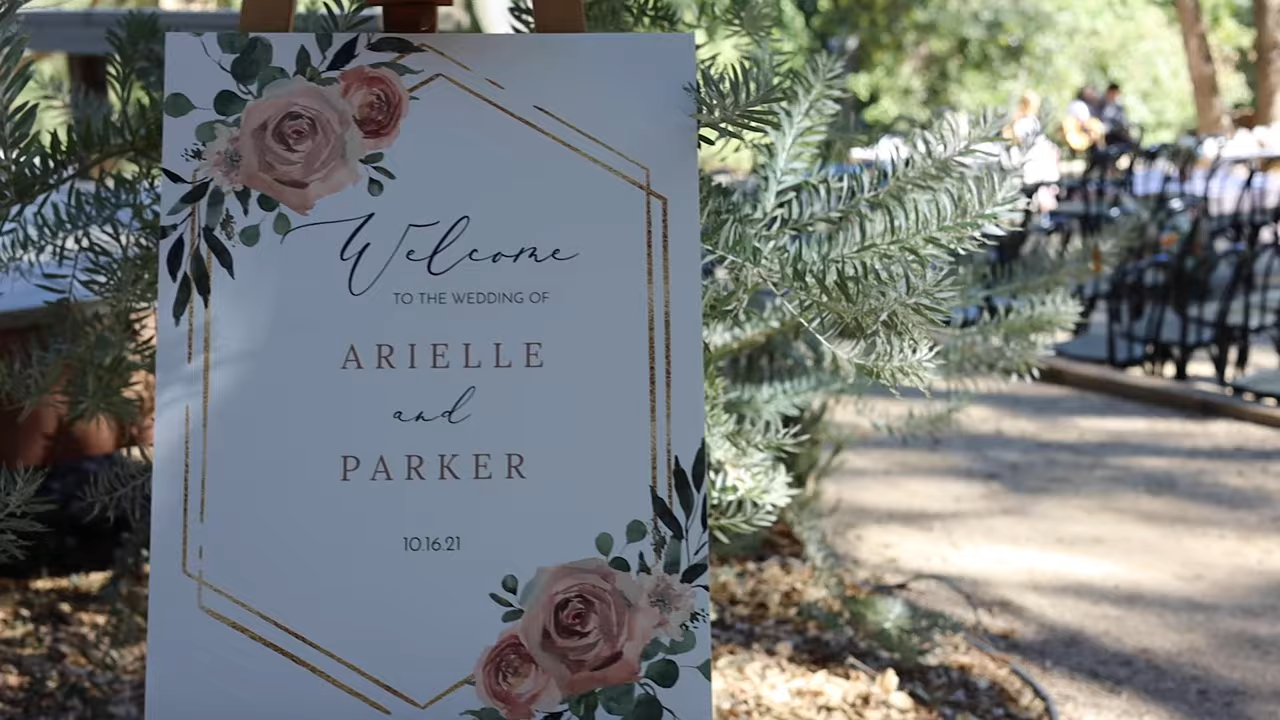 Welcome
TO THE WEDDING OF
ARIELLE
and
PARKER
10.16.21